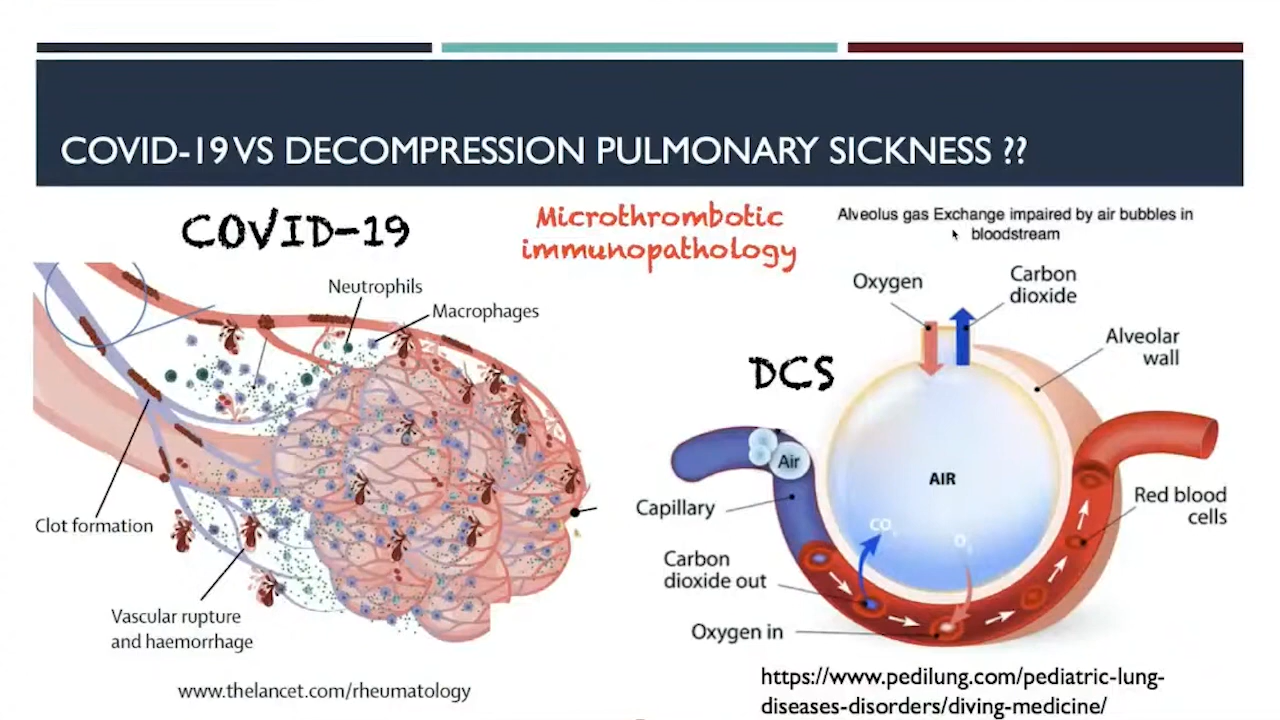 COVID-19 VS DECOMPRESSION PULMONARY SICKNESS ??
COVID-19
Microthrombotic
immunopathology
Alveolus gas Exchange impaired by air bubbles in
bloodstream
Neutrophils
Macrophages
Clot formation
Vascular rupture
and haemorrhage
www.thelancet.com/rheumatology
DCS
Oxygen
Carbon
dioxide
Alveolar
wall
Air
AIR
Capillary
CO
O
Red blood
cells
Carbon
dioxide out
Oxygen in
https://www.pedilung.com/pediatric-lung-
diseases-disorders/diving-medicine/